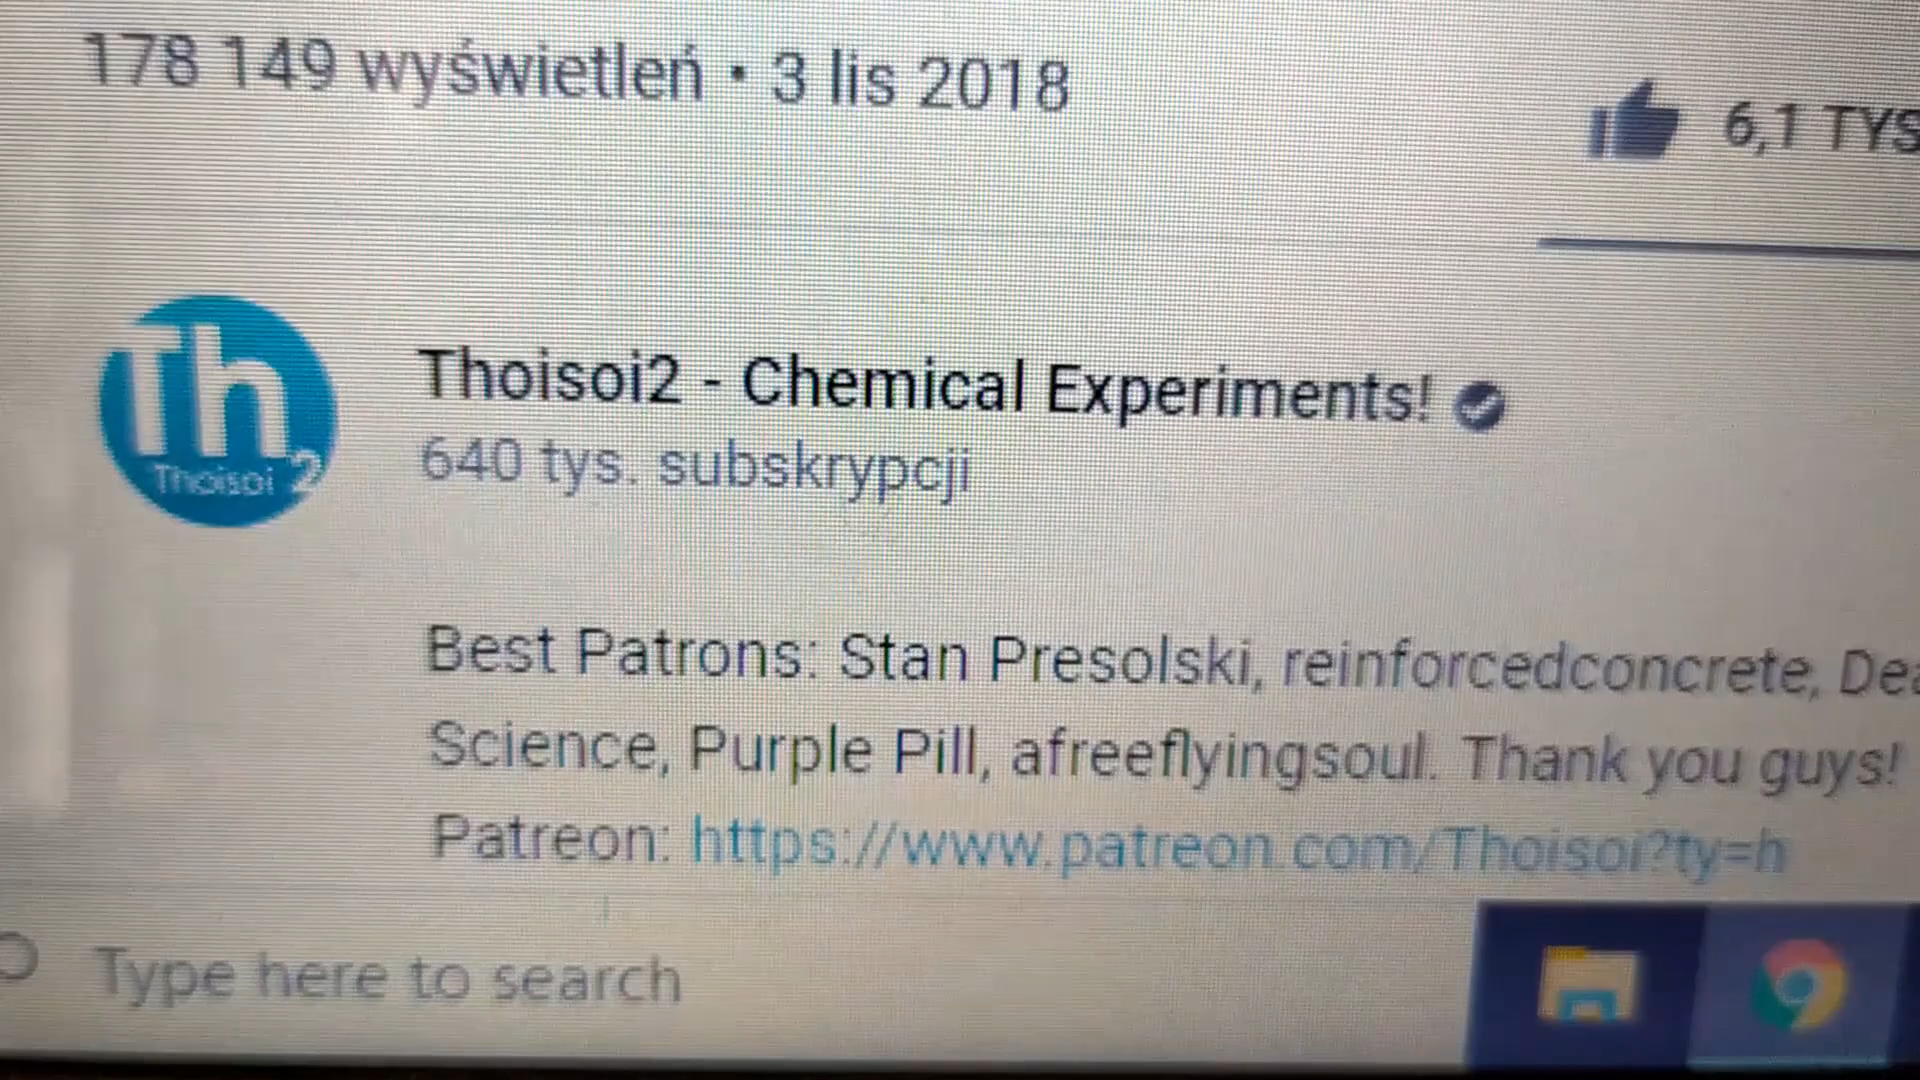 178 149 wyświetleń • 3 lis 2018
6,1 TYS
Th
Thoisoi 2
Thoisoi2 - Chemical Experiments!
640 tys. subskrypcji
Best Patrons: Stan Presolski, reinforcedconcrete, Dea
Science, Purple Pill, afreeflyingsoul. Thank you guys!
Patreon: https://www.patreon.com/Thoisoi?ty=h
Type here to search